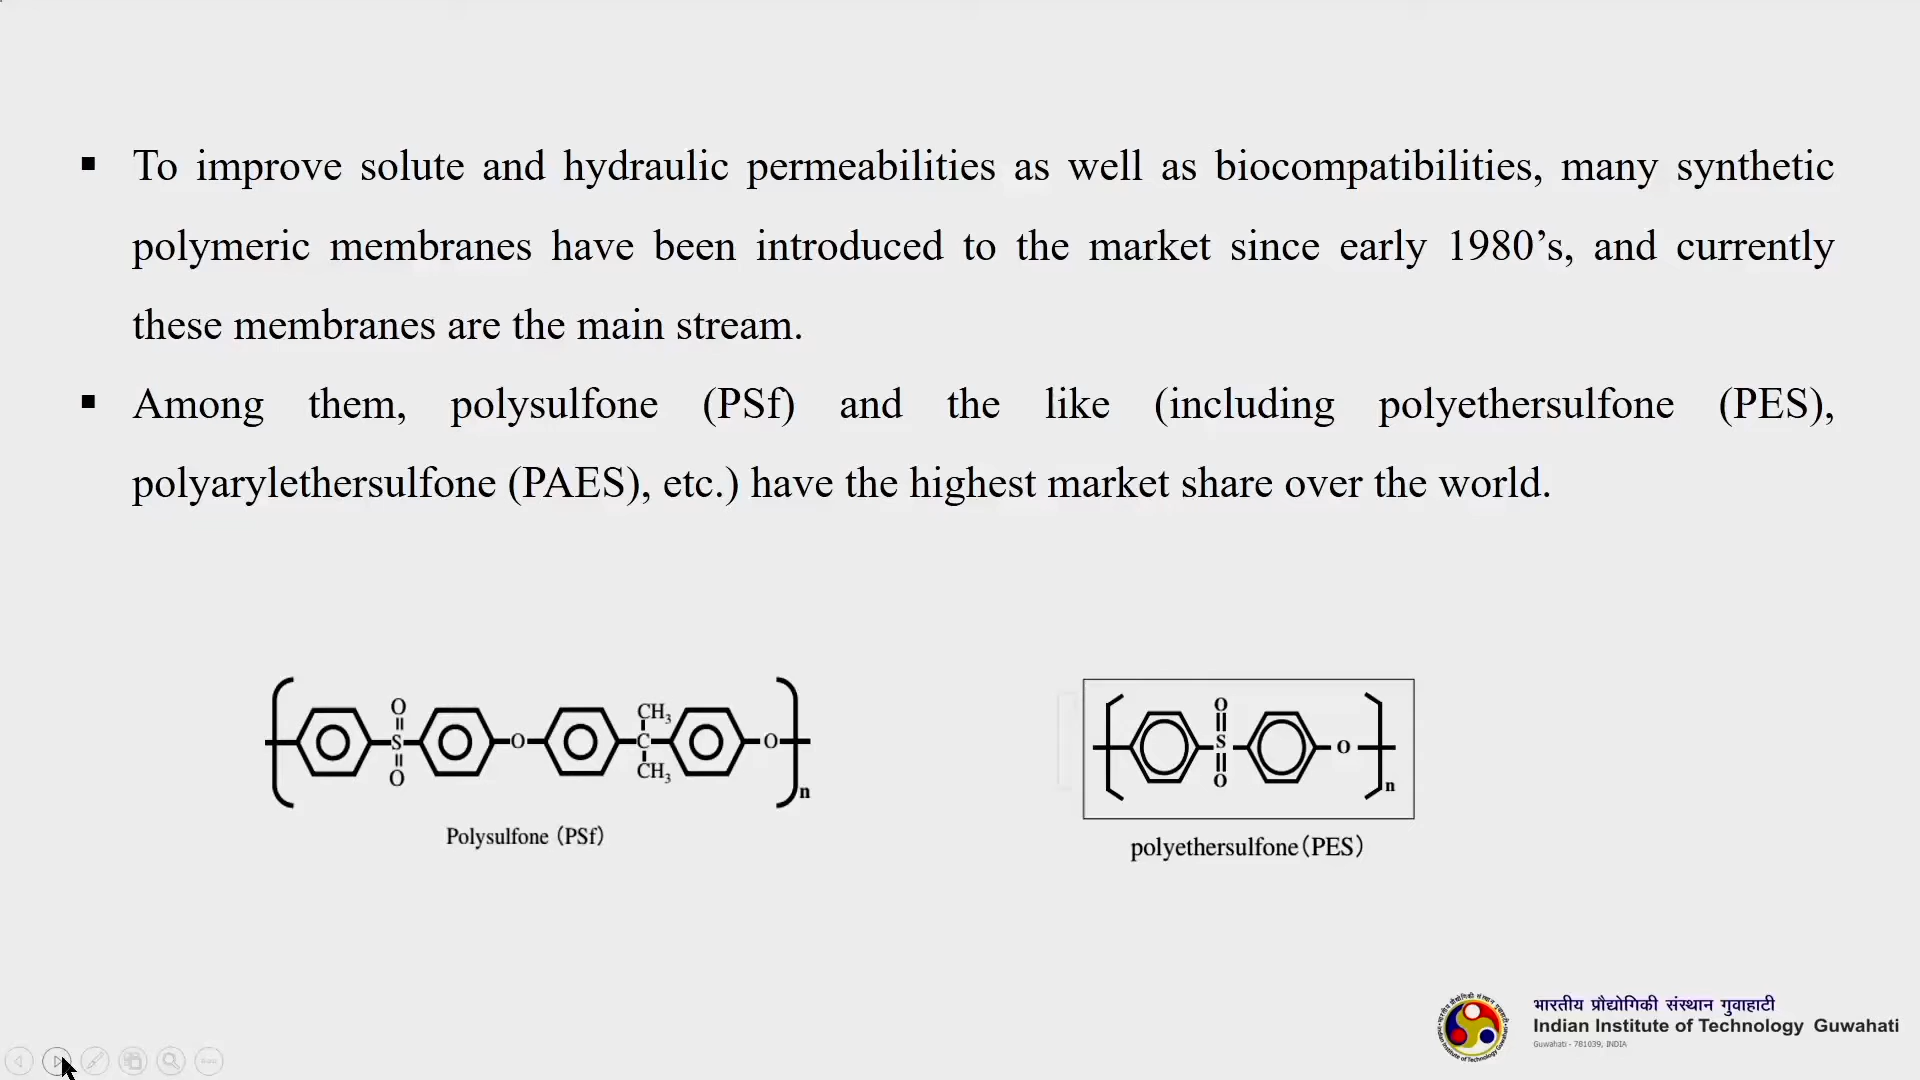 ▪ To improve solute and hydraulic permeabilities as well as biocompatibilities, many synthetic
polymeric membranes have been introduced to the market since early 1980’s, and currently
these membranes are the main stream.
▪ Among them, polysulfone (PSf) and the like (including polyethersulfone (PES),
polyarylethersulfone (PAES), etc.) have the highest market share over the world.
O
CH3
S O C O
O
CH3
n
Polysulfone (PSf)
O
S O
O
n
polyethersulfone (PES)
भारतीय प्रौद्योगिकी संस्थान गुवाहाटी
Indian Institute of Technology Guwahati
Guwahati - 781039, INDIA